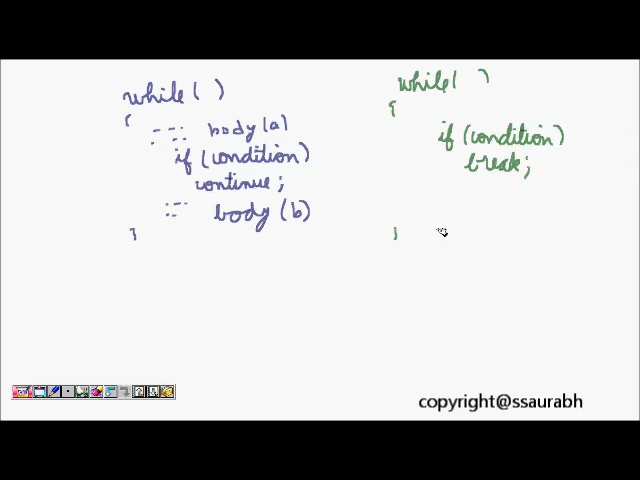 while ( )
{
body (a)
if (condition)
continue ;
body (b)
}
while ( )
{
if (condition)
break ;
}
copyright@ssaurabh